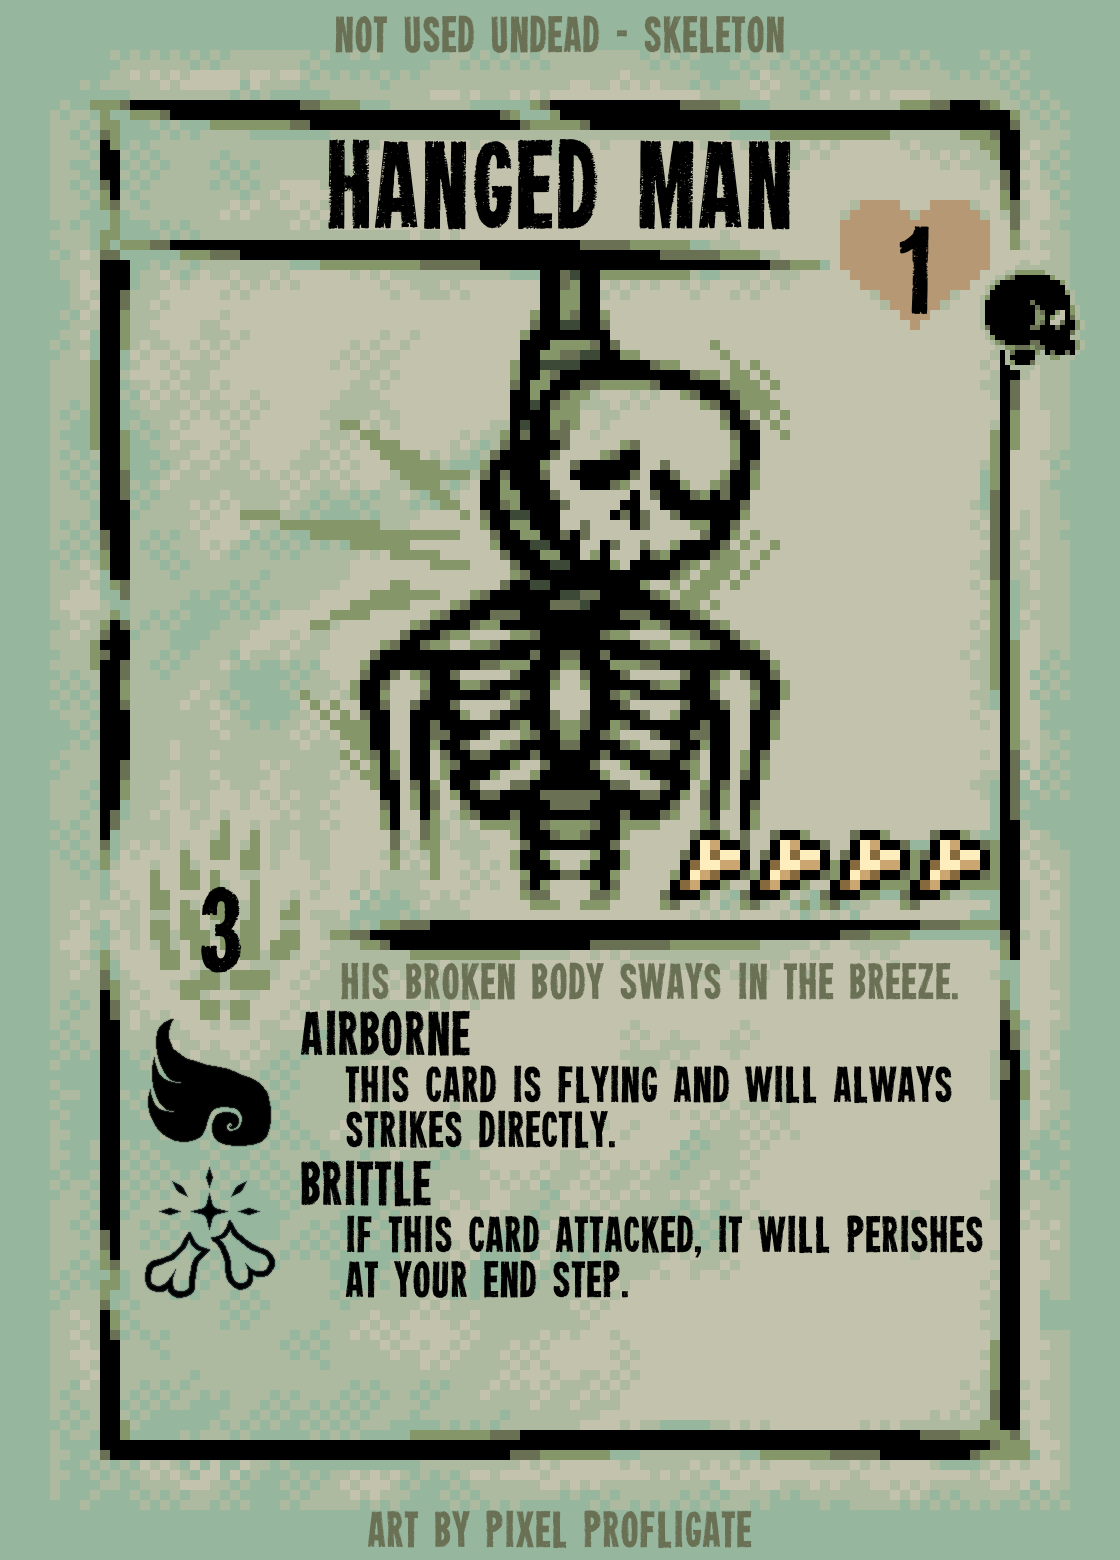 NOT USED UNDEAD - SKELETON
HANGED MAN
1
3
HIS BROKEN BODY SWAYS IN THE BREEZE.
AIRBORNE
THIS CARD IS FLYING AND WILL ALWAYS
STRIKES DIRECTLY.
BRITTLE
IF THIS CARD ATTACKED, IT WILL PERISHES
AT YOUR END STEP.
ART BY PIXEL PROFLIGATE